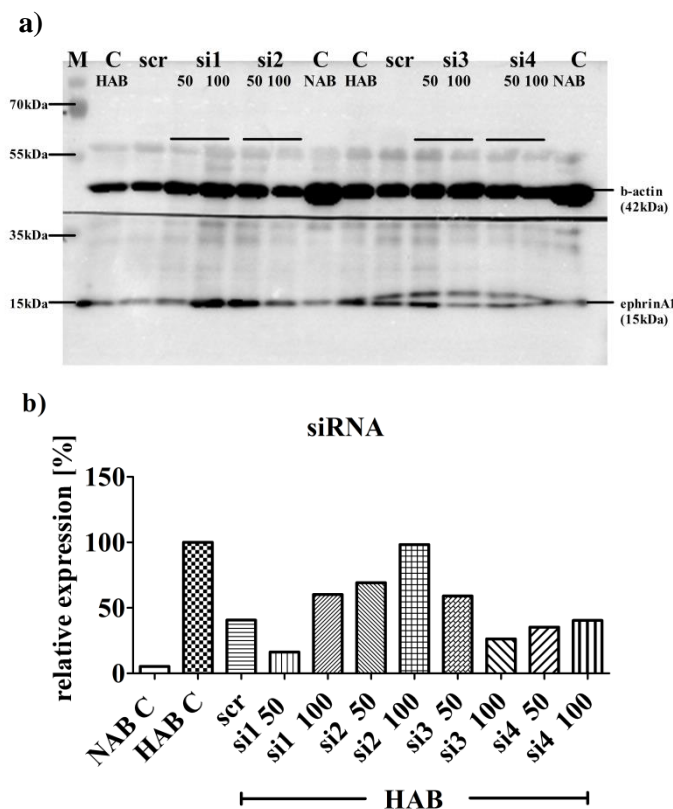 a)
M C scr si1 si2 C C scr si3 si4 C
HAB 50 100 50 100 NAB HAB 50 100 50 100 NAB
70kDa
55kDa
b-actin
(42kDa)
35kDa
15kDa ephrinA1
(15kDa)
b)
siRNA
relative expression [%]
150
100
50
0
NAB C HAB C scr si1 50 si1 100 si2 50 si2 100 si3 50 si3 100 si4 50 si4 100
HAB